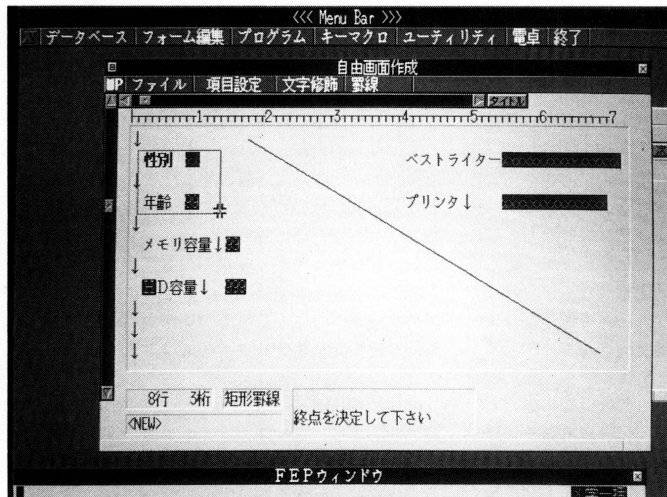 <<< Menu Bar >>>
データベース フォーム編集 プログラム キーマクロ ユーティリティ 電卓 終了
自由画面作成
ファイル 項目設定 文字修飾 罫線
タイトル
1 2 3 4 5 6 7
↓
性別 ベストライター
↓
年齢 プリンタ↓
↓
メモリ容量↓
D容量↓
↓
↓
↓
8行 3桁 矩形罫線
終点を決定して下さい
<NEW>
FEPウィンドウ